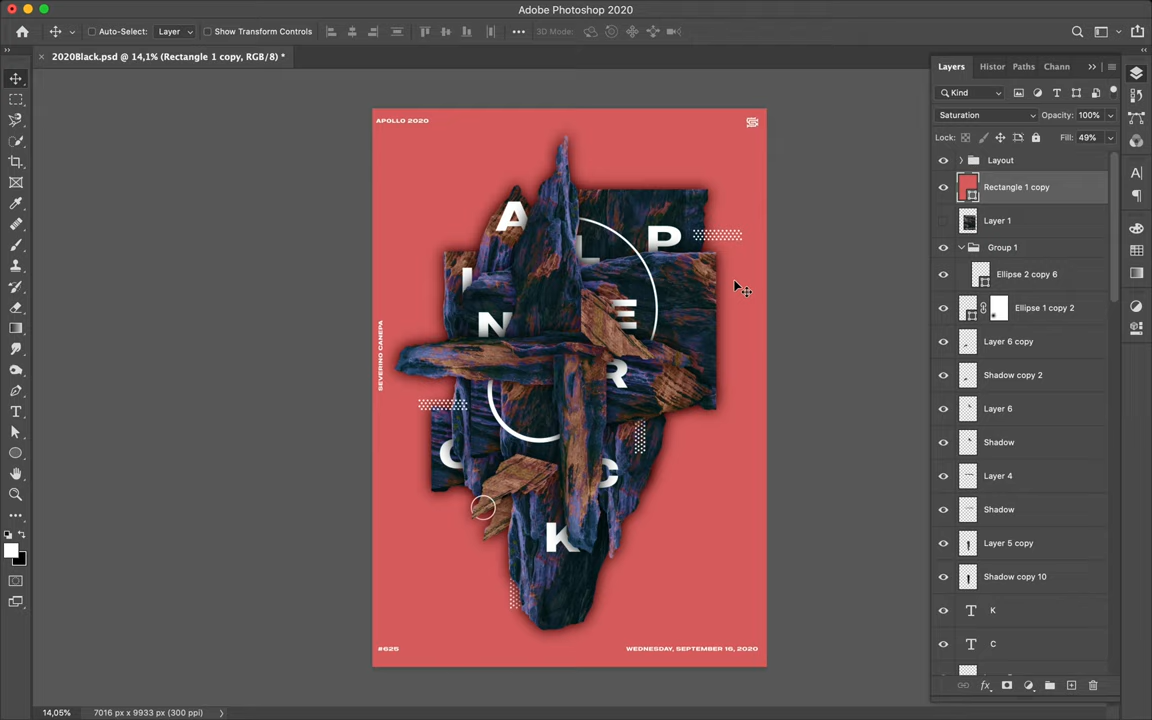 Adobe Photoshop 2020
Auto-Select: Layer Show Transform Controls 3D Mode:
2020Black.psd @ 14,1% (Rectangle 1 copy, RGB/8) *
Layers Histor Paths Chann
Kind
Saturation Opacity: 100%
Lock: Fill: 49%
Layout
Rectangle 1 copy
Layer 1
Group 1
Ellipse 2 copy 6
Ellipse 1 copy 2
Layer 6 copy
Shadow copy 2
Layer 6
Shadow
Layer 4
Shadow
Layer 5 copy
Shadow copy 10
K
C
APOLLO 2020
A
L P
I
N E
R
C
K
SEVERINO CANEPA
#625 WEDNESDAY, SEPTEMBER 16, 2020
14,05% 7016 px x 9933 px (300 ppi)